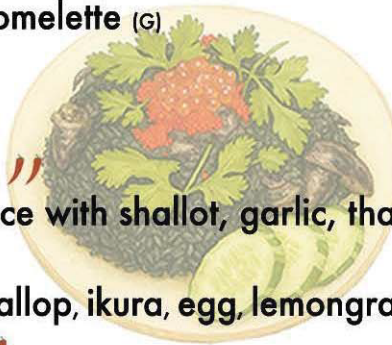 omelette (G)
ce with shallot, garlic, tha
allop, ikura, egg, lemongra